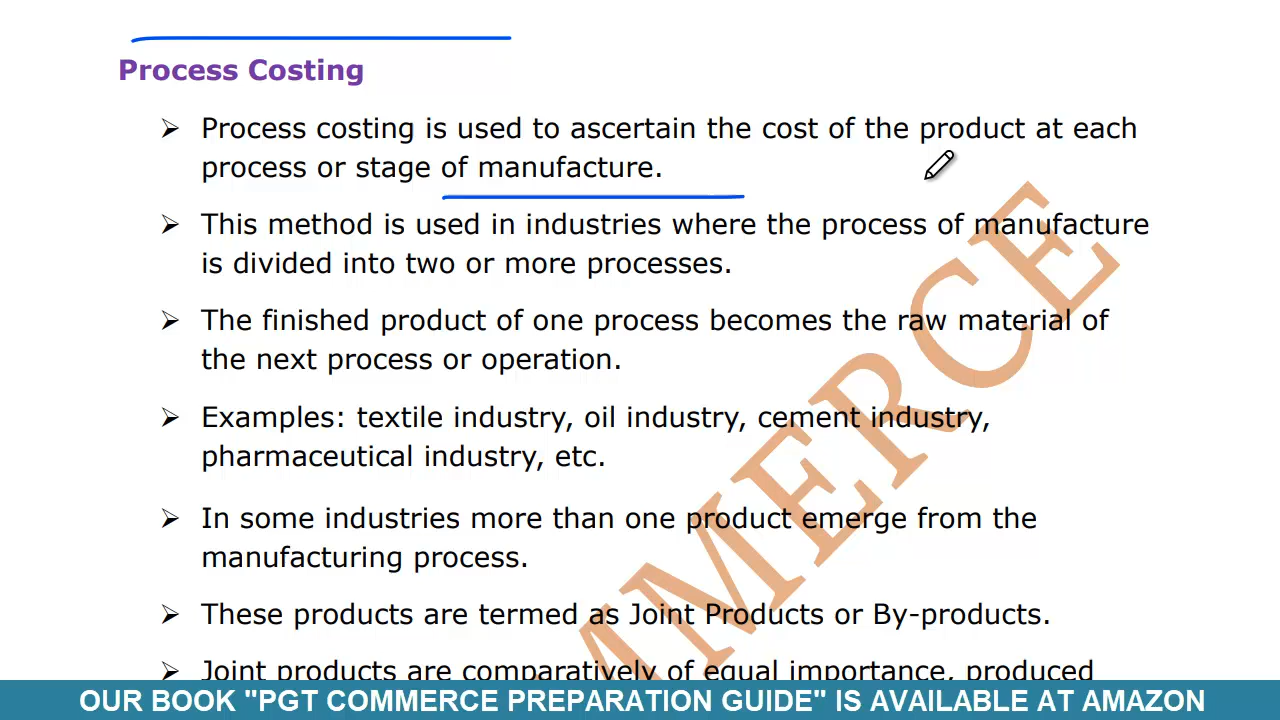 Process Costing
➢ Process costing is used to ascertain the cost of the product at each
process or stage of manufacture.
➢ This method is used in industries where the process of manufacture
is divided into two or more processes.
➢ The finished product of one process becomes the raw material of
the next process or operation.
➢ Examples: textile industry, oil industry, cement industry,
pharmaceutical industry, etc.
➢ In some industries more than one product emerge from the
manufacturing process.
➢ These products are termed as Joint Products or By-products.
➢ Joint products are comparatively of equal importance, produced
MMERCE
OUR BOOK "PGT COMMERCE PREPARATION GUIDE" IS AVAILABLE AT AMAZON